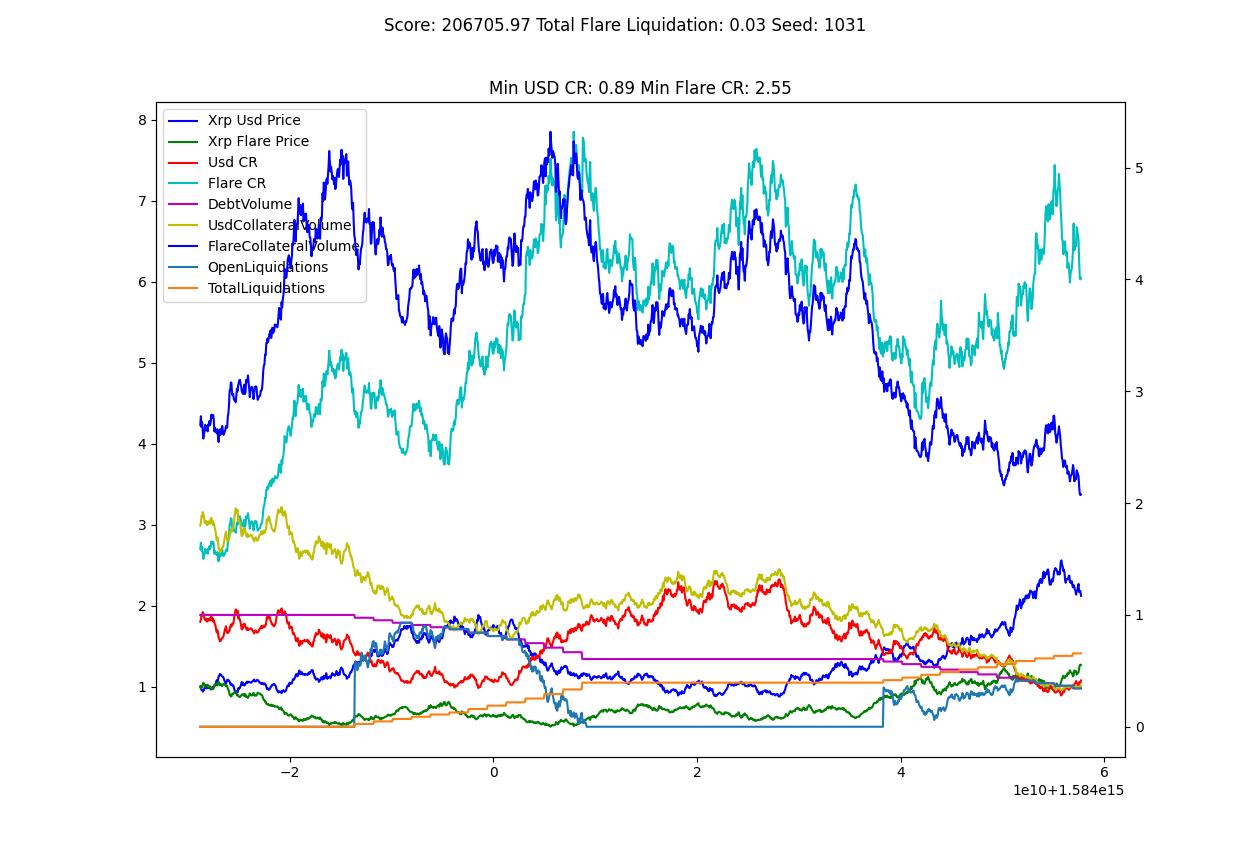 Score: 206705.97 Total Flare Liquidation: 0.03 Seed: 1031
Min USD CR: 0.89 Min Flare CR: 2.55
Xrp Usd Price
Xrp Flare Price
Usd CR
Flare CR
DebtVolume
UsdCollateralVolume
FlareCollateralVolume
OpenLiquidations
TotalLiquidations
8
7
6
5
4
3
2
1
5
4
3
2
1
0
−2
0
2
4
6
1e10+1.584e15